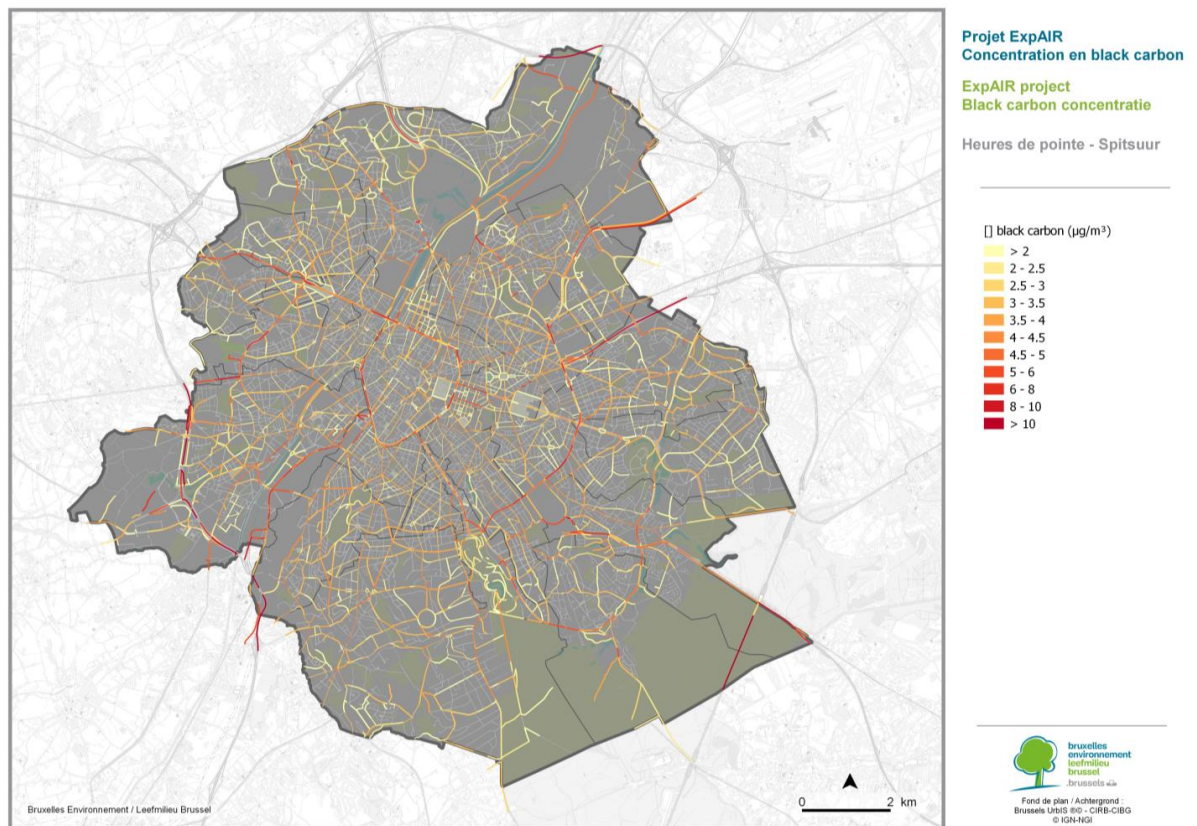 Projet ExpAIR
Concentration en black carbon
ExpAIR project
Black carbon concentratie
Heures de pointe - Spitsuur
[] black carbon (µg/m³)
> 2
2 - 2.5
2.5 - 3
3 - 3.5
3.5 - 4
4 - 4.5
4.5 - 5
5 - 6
6 - 8
8 - 10
> 10
Bruxelles Environnement / Leefmilieu Brussel
0 2 km
bruxelles
environnement
leefmilieu
brussel
.brussels
Fond de plan / Achtergrond :
Brussels UrbIS ®© - CIRB-CIBG
© IGN-NGI